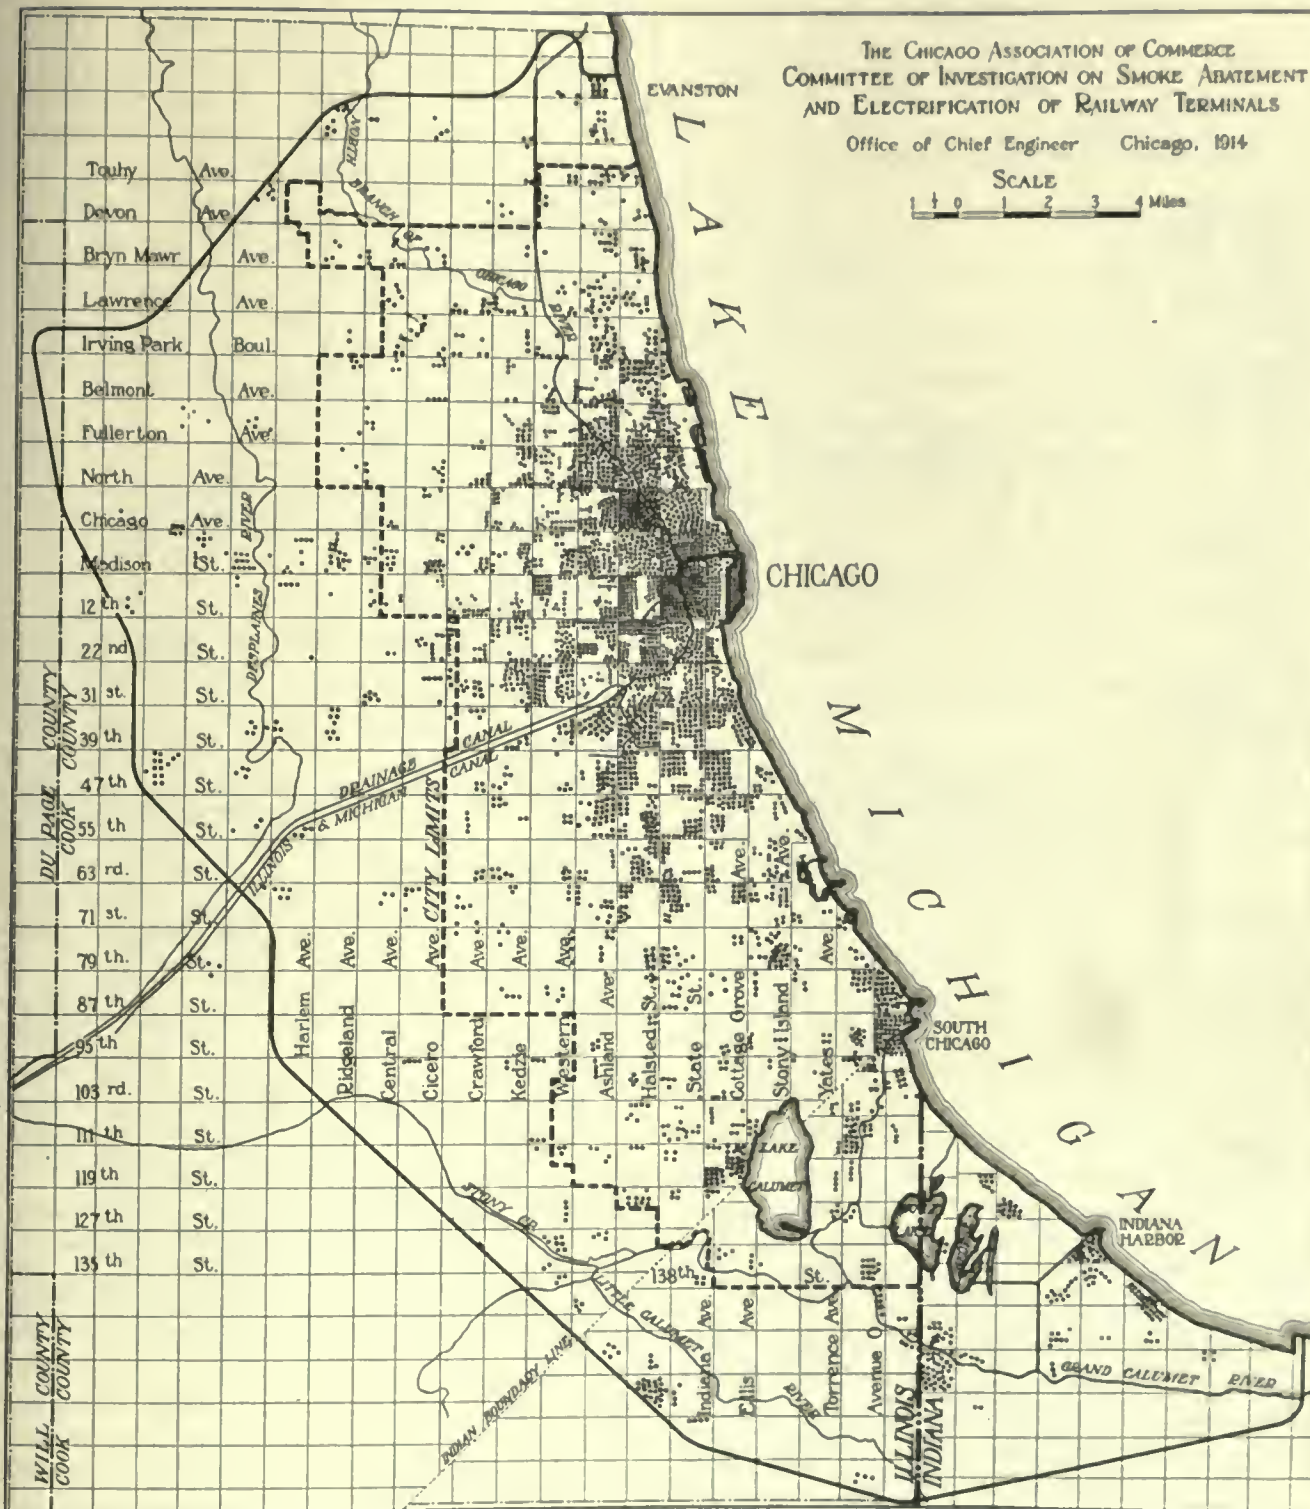 THE CHICAGO ASSOCIATION OF COMMERCE
COMMITTEE OF INVESTIGATION ON SMOKE ABATEMENT
AND ELECTRIFICATION OF RAILWAY TERMINALS
Office of Chief Engineer Chicago, 1914
SCALE
1 ½ 0 1 2 3 4 Miles
EVANSTON
LAKE MICHIGAN
CHICAGO
SOUTH CHICAGO
INDIANA HARBOR
NORTH BRANCH OF CHICAGO RIVER
Touhy Ave.
Devon Ave.
Bryn Mawr Ave.
Lawrence Ave.
Irving Park Boul.
Belmont Ave.
Fullerton Ave.
North Ave.
Chicago Ave.
Madison St.
12th St.
22nd St.
31st. St.
39th St.
47th St.
55th St.
63rd. St.
71st. St.
79th. St.
87th St.
95th St.
103rd. St.
111th St.
119th St.
127th St.
135th St.
DESPLAINES RIVER
DRAINAGE CANAL
ILLINOIS & MICHIGAN CANAL
CITY LIMITS
DU PAGE COUNTY
COOK COUNTY
WILL COUNTY
COOK COUNTY
Harlem Ave.
Ridgeland Ave.
Central Ave.
Cicero Ave.
Crawford Ave.
Kedzie Ave.
Western Ave.
Ashland Ave.
Halsted St.
State St.
Cottage Grove Ave.
Stony Island Ave.
Yates Ave.
LAKE CALUMET
STONY CR.
LITTLE CALUMET RIVER
138th St.
INDIAN BOUNDARY LINE
Indiana Ave.
Ellis Ave.
Torrence Ave.
Avenue O
ILLINOIS
INDIANA
GRAND CALUMET RIVER